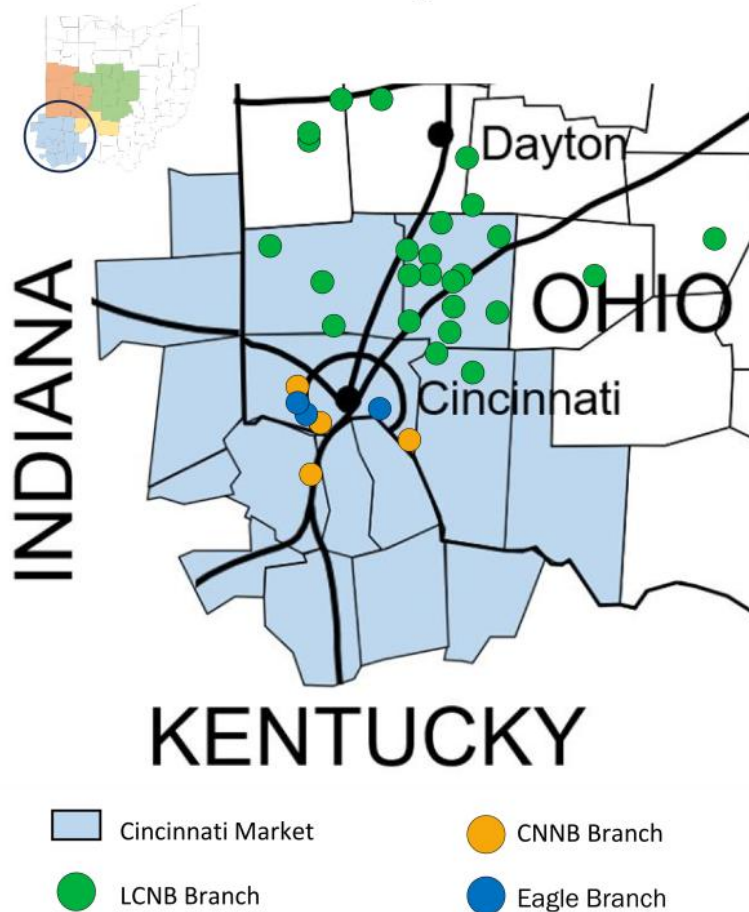 Dayton
INDIANA
OHIO
Cincinnati
KENTUCKY
Cincinnati Market
CNNB Branch
LCNB Branch
Eagle Branch